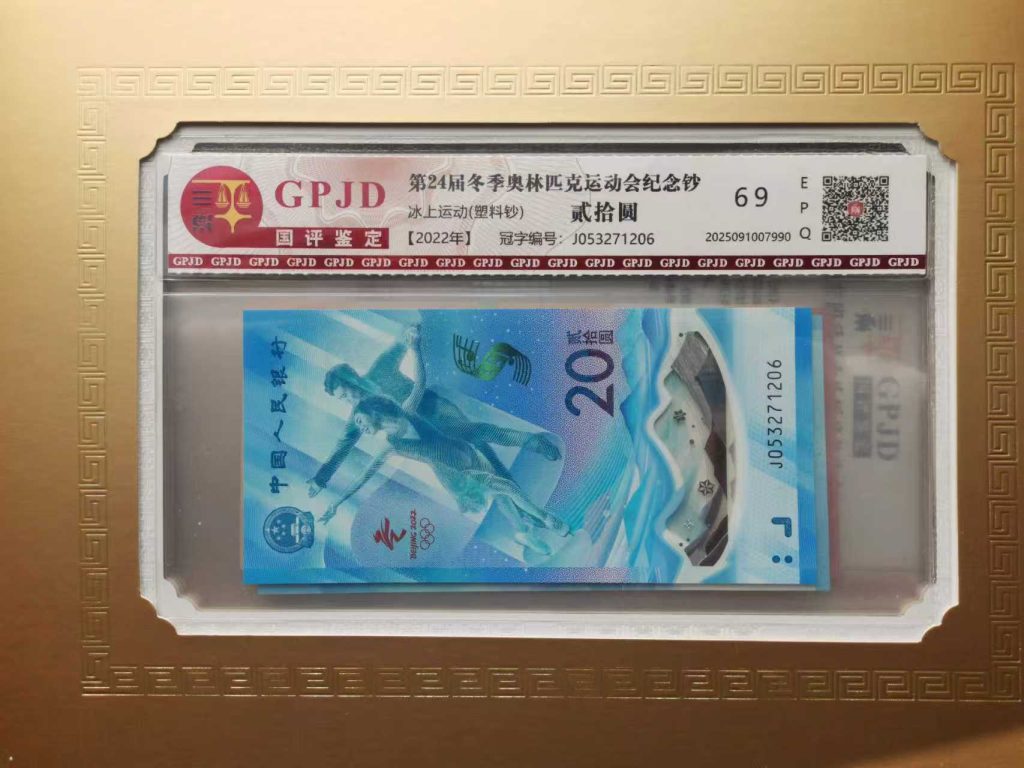 GPJD
国评鉴定
第24届冬季奥林匹克运动会纪念钞
冰上运动(塑料钞)
贰拾圆
【2022年】
冠字编号：J053271206
69
EPQ
2025091007990
GPJD GPJD GPJD GPJD GPJD GPJD GPJD GPJD GPJD GPJD GPJD GPJD GPJD GPJD GPJD GPJD GPJD GPJD GPJD GPJD
中国人民银行
BEIJING 2022
贰拾圆
20
J053271206
GPJD